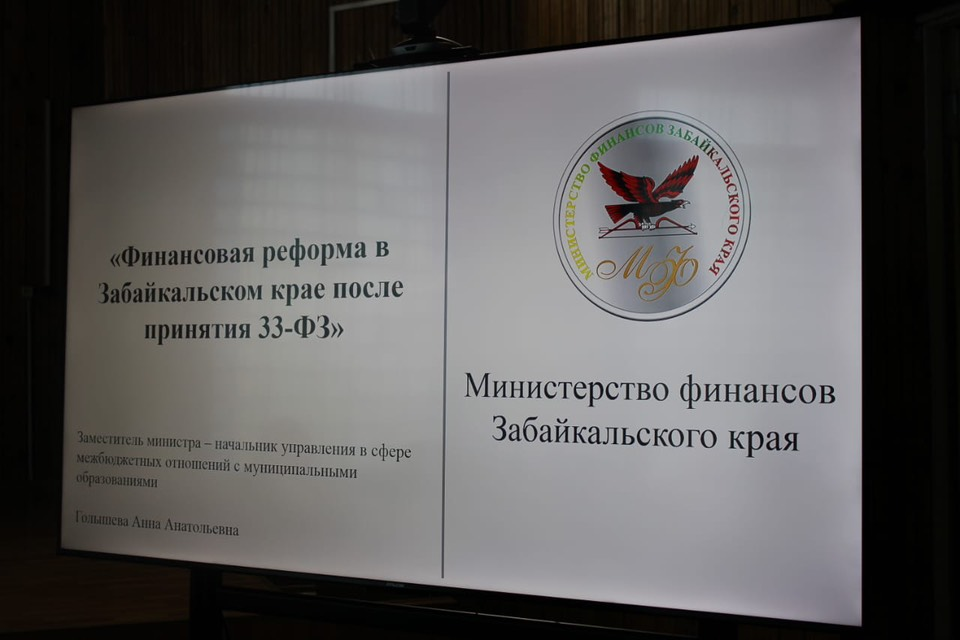 «Финансовая реформа в
Забайкальском крае после
принятия 33-ФЗ»
Заместитель министра – начальник управления в сфере
межбюджетных отношений с муниципальными
образованиями
Голышева Анна Анатольевна
МИНИСТЕРСТВО ФИНАНСОВ ЗАБАЙКАЛЬСКОГО КРАЯ
МФ
Министерство финансов
Забайкальского края